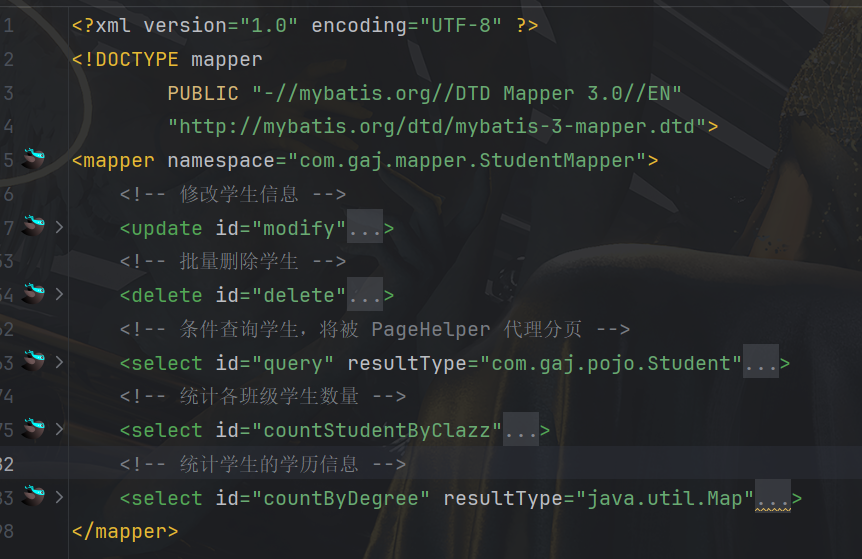 1 <?xml version="1.0" encoding="UTF-8" ?>
2 <!DOCTYPE mapper
3 PUBLIC "-//mybatis.org//DTD Mapper 3.0//EN"
4 "http://mybatis.org/dtd/mybatis-3-mapper.dtd">
5 <mapper namespace="com.gaj.mapper.StudentMapper">
6 <!-- 修改学生信息 -->
7 <update id="modify"...>
3 <!-- 批量删除学生 -->
4 <delete id="delete"...>
2 <!-- 条件查询学生，将被 PageHelper 代理分页 -->
3 <select id="query" resultType="com.gaj.pojo.Student"...>
74 <!-- 统计各班级学生数量 -->
75 <select id="countStudentByClazz"...>
82 <!-- 统计学生的学历信息 -->
83 <select id="countByDegree" resultType="java.util.Map"...>
98 </mapper>